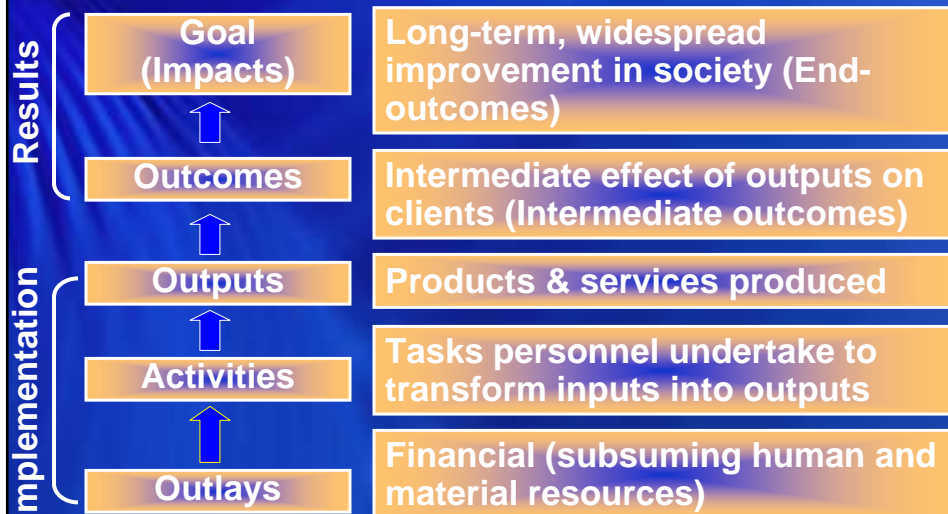 Results
Goal
(Impacts)
Long-term, widespread
improvement in society (End-
outcomes)
Outcomes
Intermediate effect of outputs on
clients (Intermediate outcomes)
mplementation
Outputs
Products & services produced
Activities
Tasks personnel undertake to
transform inputs into outputs
Outlays
Financial (subsuming human and
material resources)